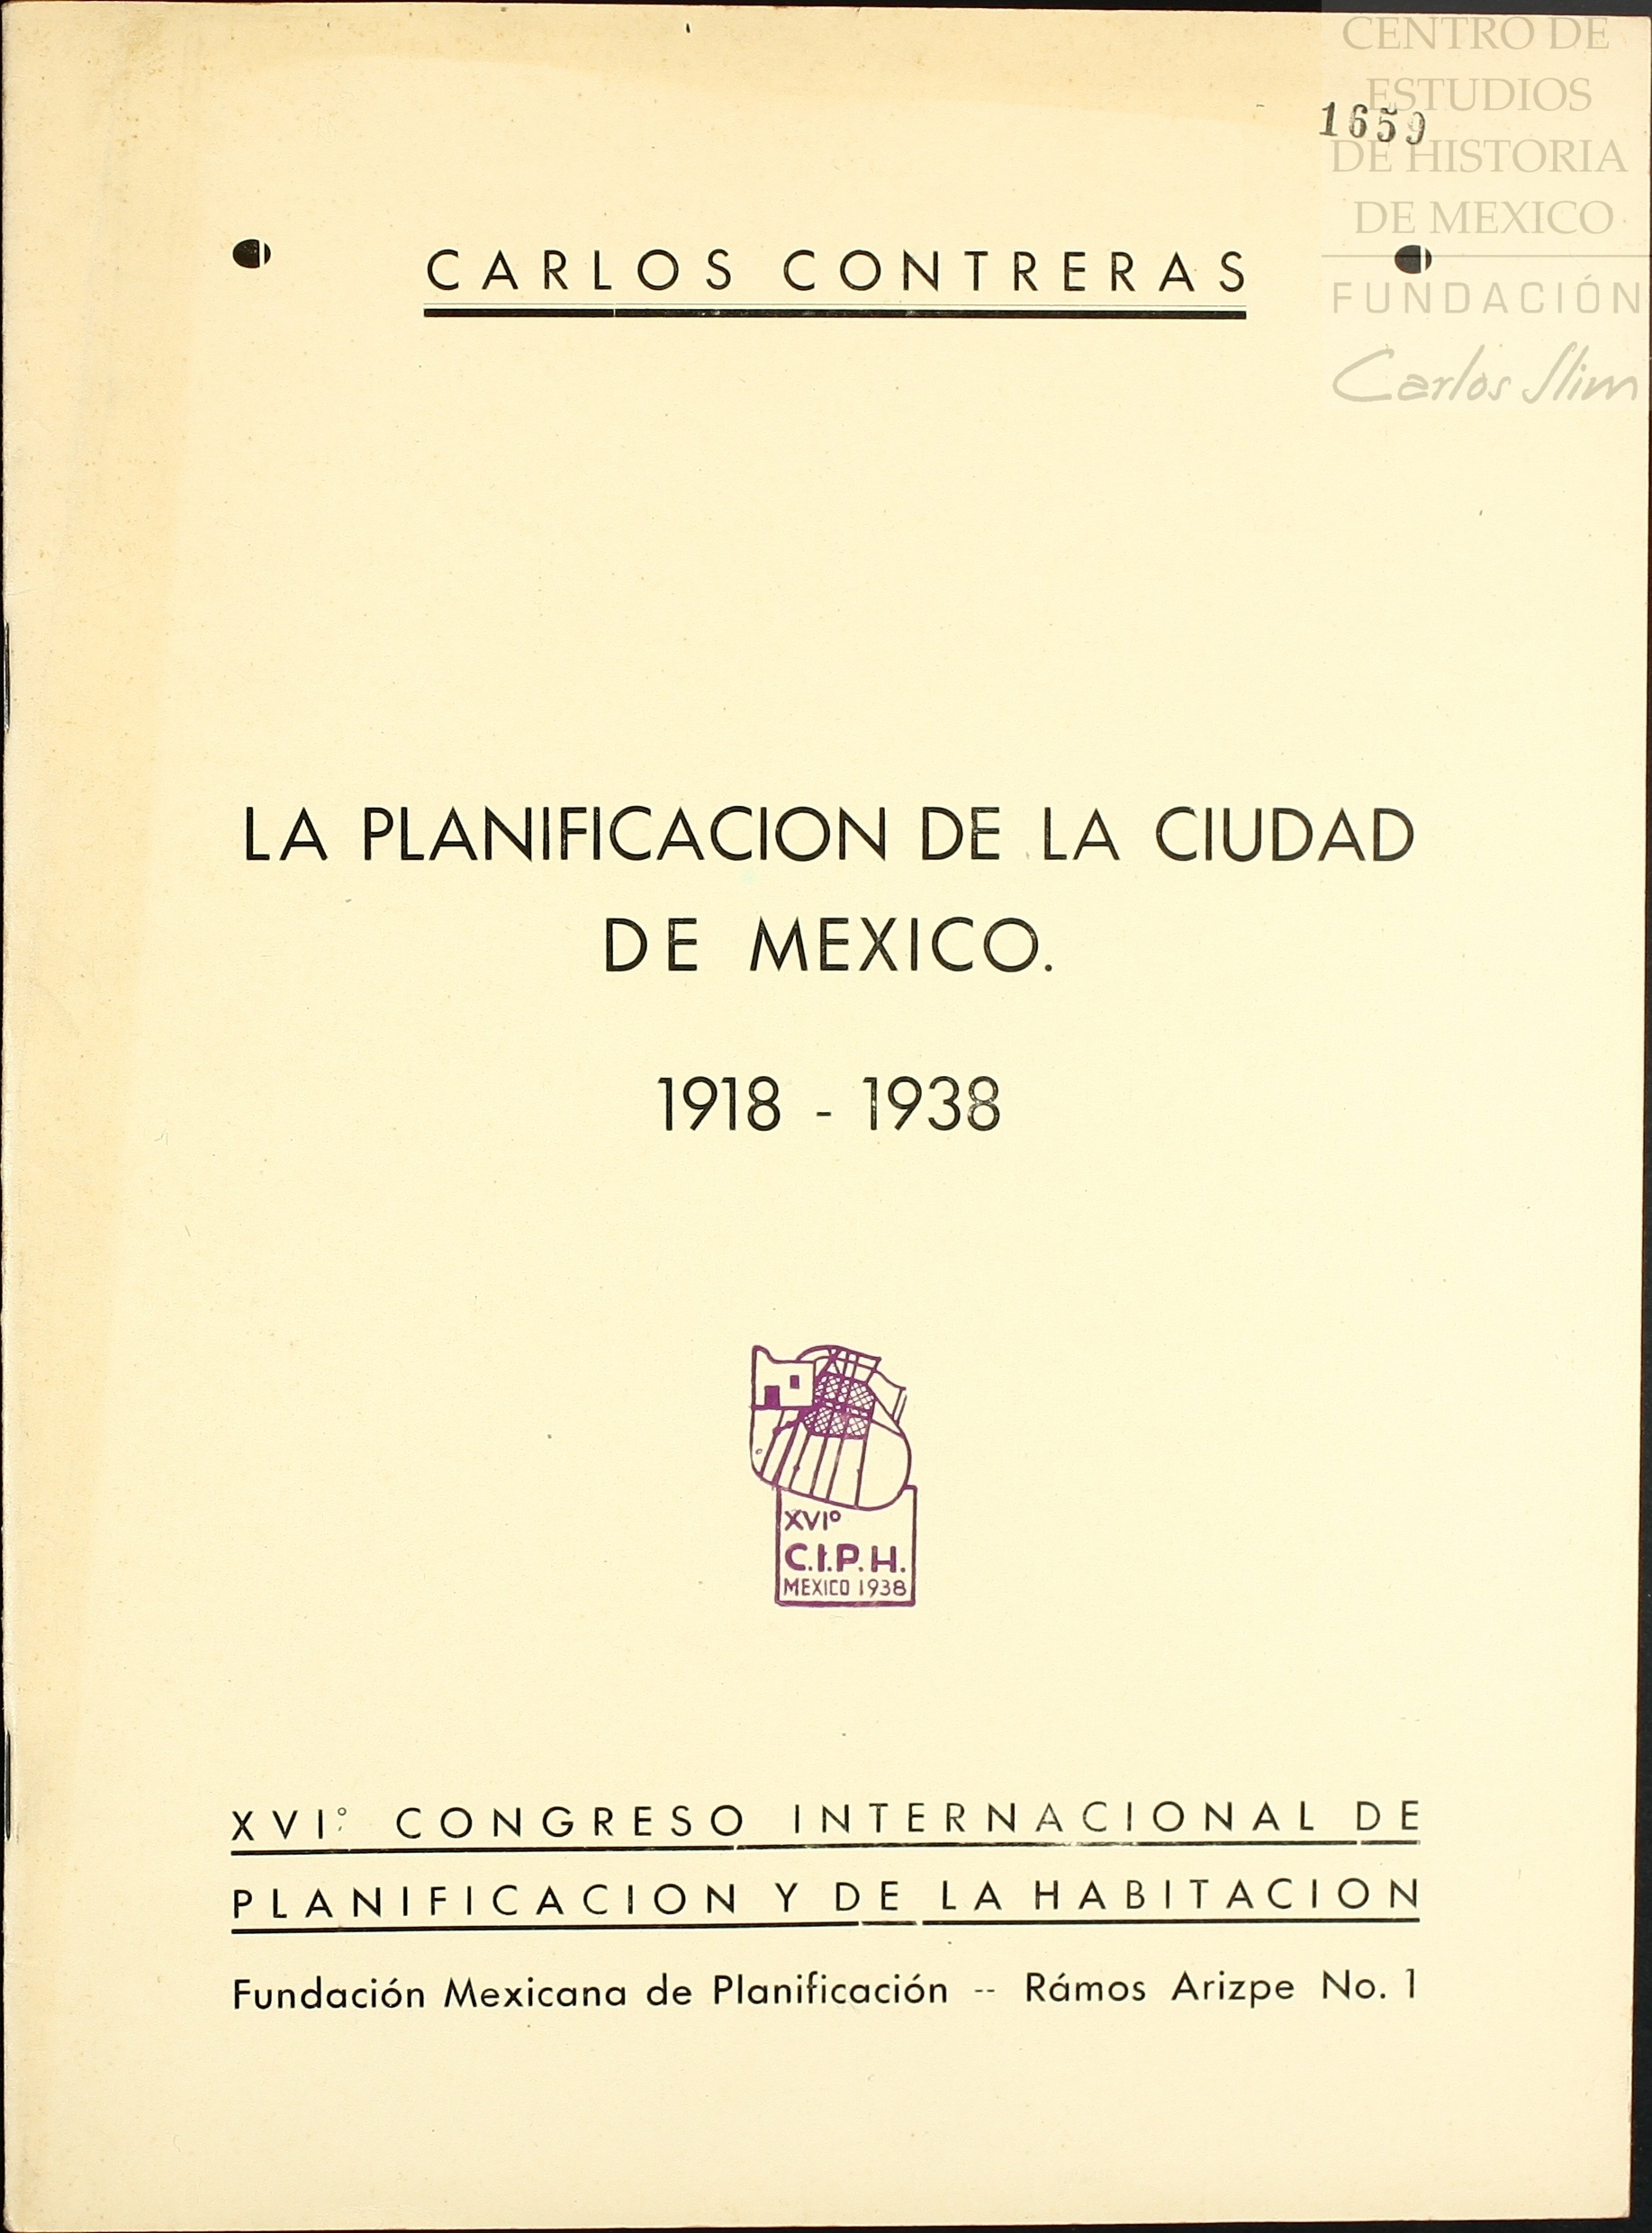 CENTRO DE
ESTUDIOS
1659
DE HISTORIA
DE MEXICO
FUNDACIÓN
Carlos Slim
CARLOS CONTRERAS
LA PLANIFICACION DE LA CIUDAD
DE MEXICO.
1918 - 1938
XVIº
C.I.P.H.
MEXICO 1938
XVIº CONGRESO INTERNACIONAL DE
PLANIFICACION Y DE LA HABITACION
Fundación Mexicana de Planificación -- Rámos Arizpe No. 1